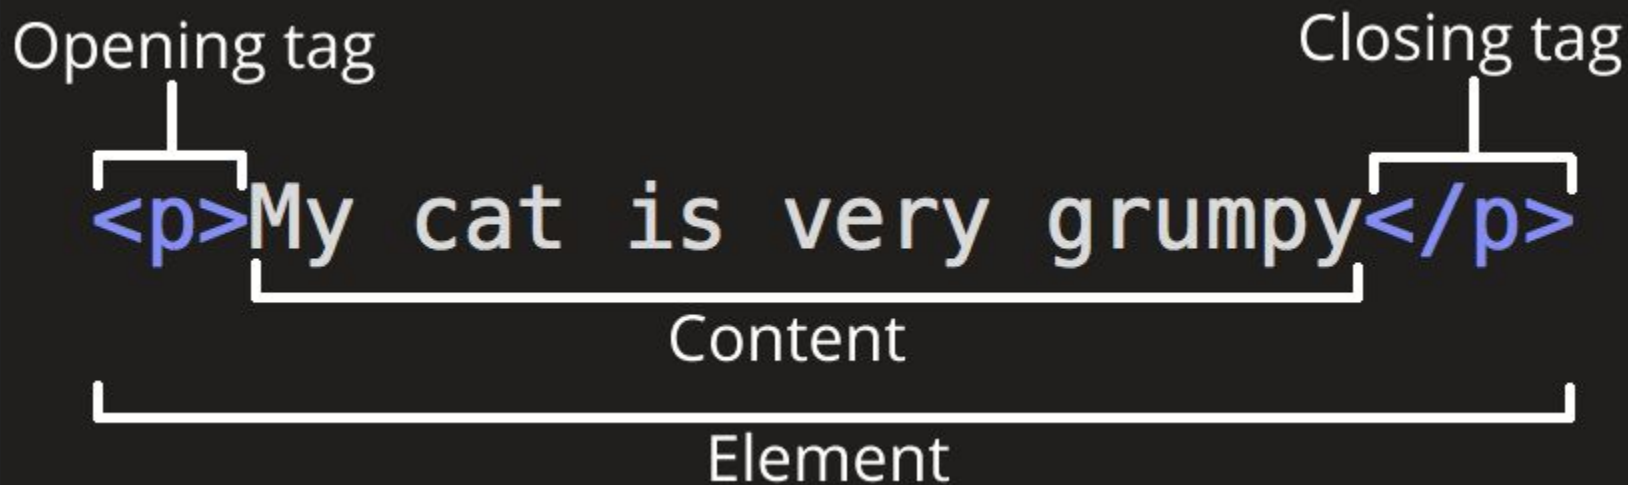 Opening tag
Closing tag
<p>My cat is very grumpy</p>
Content
Element